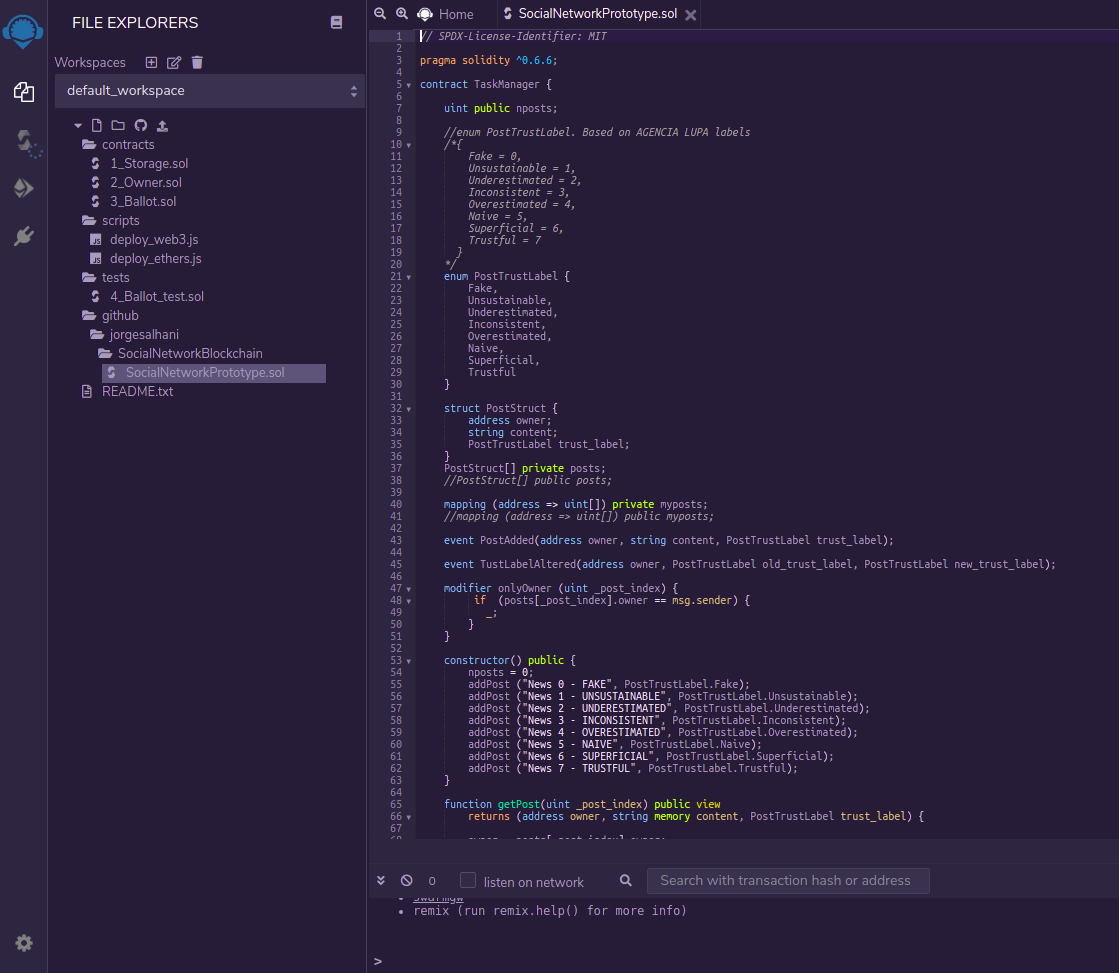 FILE EXPLORERS
Workspaces
default_workspace
contracts
1_Storage.sol
2_Owner.sol
3_Ballot.sol
scripts
JS deploy_web3.js
JS deploy_ethers.js
tests
4_Ballot_test.sol
github
jorgesalhani
SocialNetworkBlockchain
SocialNetworkPrototype.sol
README.txt
Home
SocialNetworkPrototype.sol
1 // SPDX-License-Identifier: MIT
2
3 pragma solidity ^0.6.6;
4
5 contract TaskManager {
6
7 uint public nposts;
8
9 //enum PostTrustLabel. Based on AGENCIA LUPA labels
10 /*{
11 Fake = 0,
12 Unsustainable = 1,
13 Underestimated = 2,
14 Inconsistent = 3,
15 Overestimated = 4,
16 Naive = 5,
17 Superficial = 6,
18 Trustful = 7
19 }
20 */
21 enum PostTrustLabel {
22 Fake,
23 Unsustainable,
24 Underestimated,
25 Inconsistent,
26 Overestimated,
27 Naive,
28 Superficial,
29 Trustful
30 }
31
32 struct PostStruct {
33 address owner;
34 string content;
35 PostTrustLabel trust_label;
36 }
37 PostStruct[] private posts;
38 //PostStruct[] public posts;
39
40 mapping (address => uint[]) private myposts;
41 //mapping (address => uint[]) public myposts;
42
43 event PostAdded(address owner, string content, PostTrustLabel trust_label);
44
45 event TustLabelAltered(address owner, PostTrustLabel old_trust_label, PostTrustLabel new_trust_label);
46
47 modifier onlyOwner (uint _post_index) {
48 if (posts[_post_index].owner == msg.sender) {
49 _;
50 }
51 }
52
53 constructor() public {
54 nposts = 0;
55 addPost ("News 0 - FAKE", PostTrustLabel.Fake);
56 addPost ("News 1 - UNSUSTAINABLE", PostTrustLabel.Unsustainable);
57 addPost ("News 2 - UNDERESTIMATED", PostTrustLabel.Underestimated);
58 addPost ("News 3 - INCONSISTENT", PostTrustLabel.Inconsistent);
59 addPost ("News 4 - OVERESTIMATED", PostTrustLabel.Overestimated);
60 addPost ("News 5 - NAIVE", PostTrustLabel.Naive);
61 addPost ("News 6 - SUPERFICIAL", PostTrustLabel.Superficial);
62 addPost ("News 7 - TRUSTFUL", PostTrustLabel.Trustful);
63 }
64
65 function getPost(uint _post_index) public view
66 returns (address owner, string memory content, PostTrustLabel trust_label) {
67
0
listen on network
Search with transaction hash or address
swarmgw
remix (run remix.help() for more info)
>